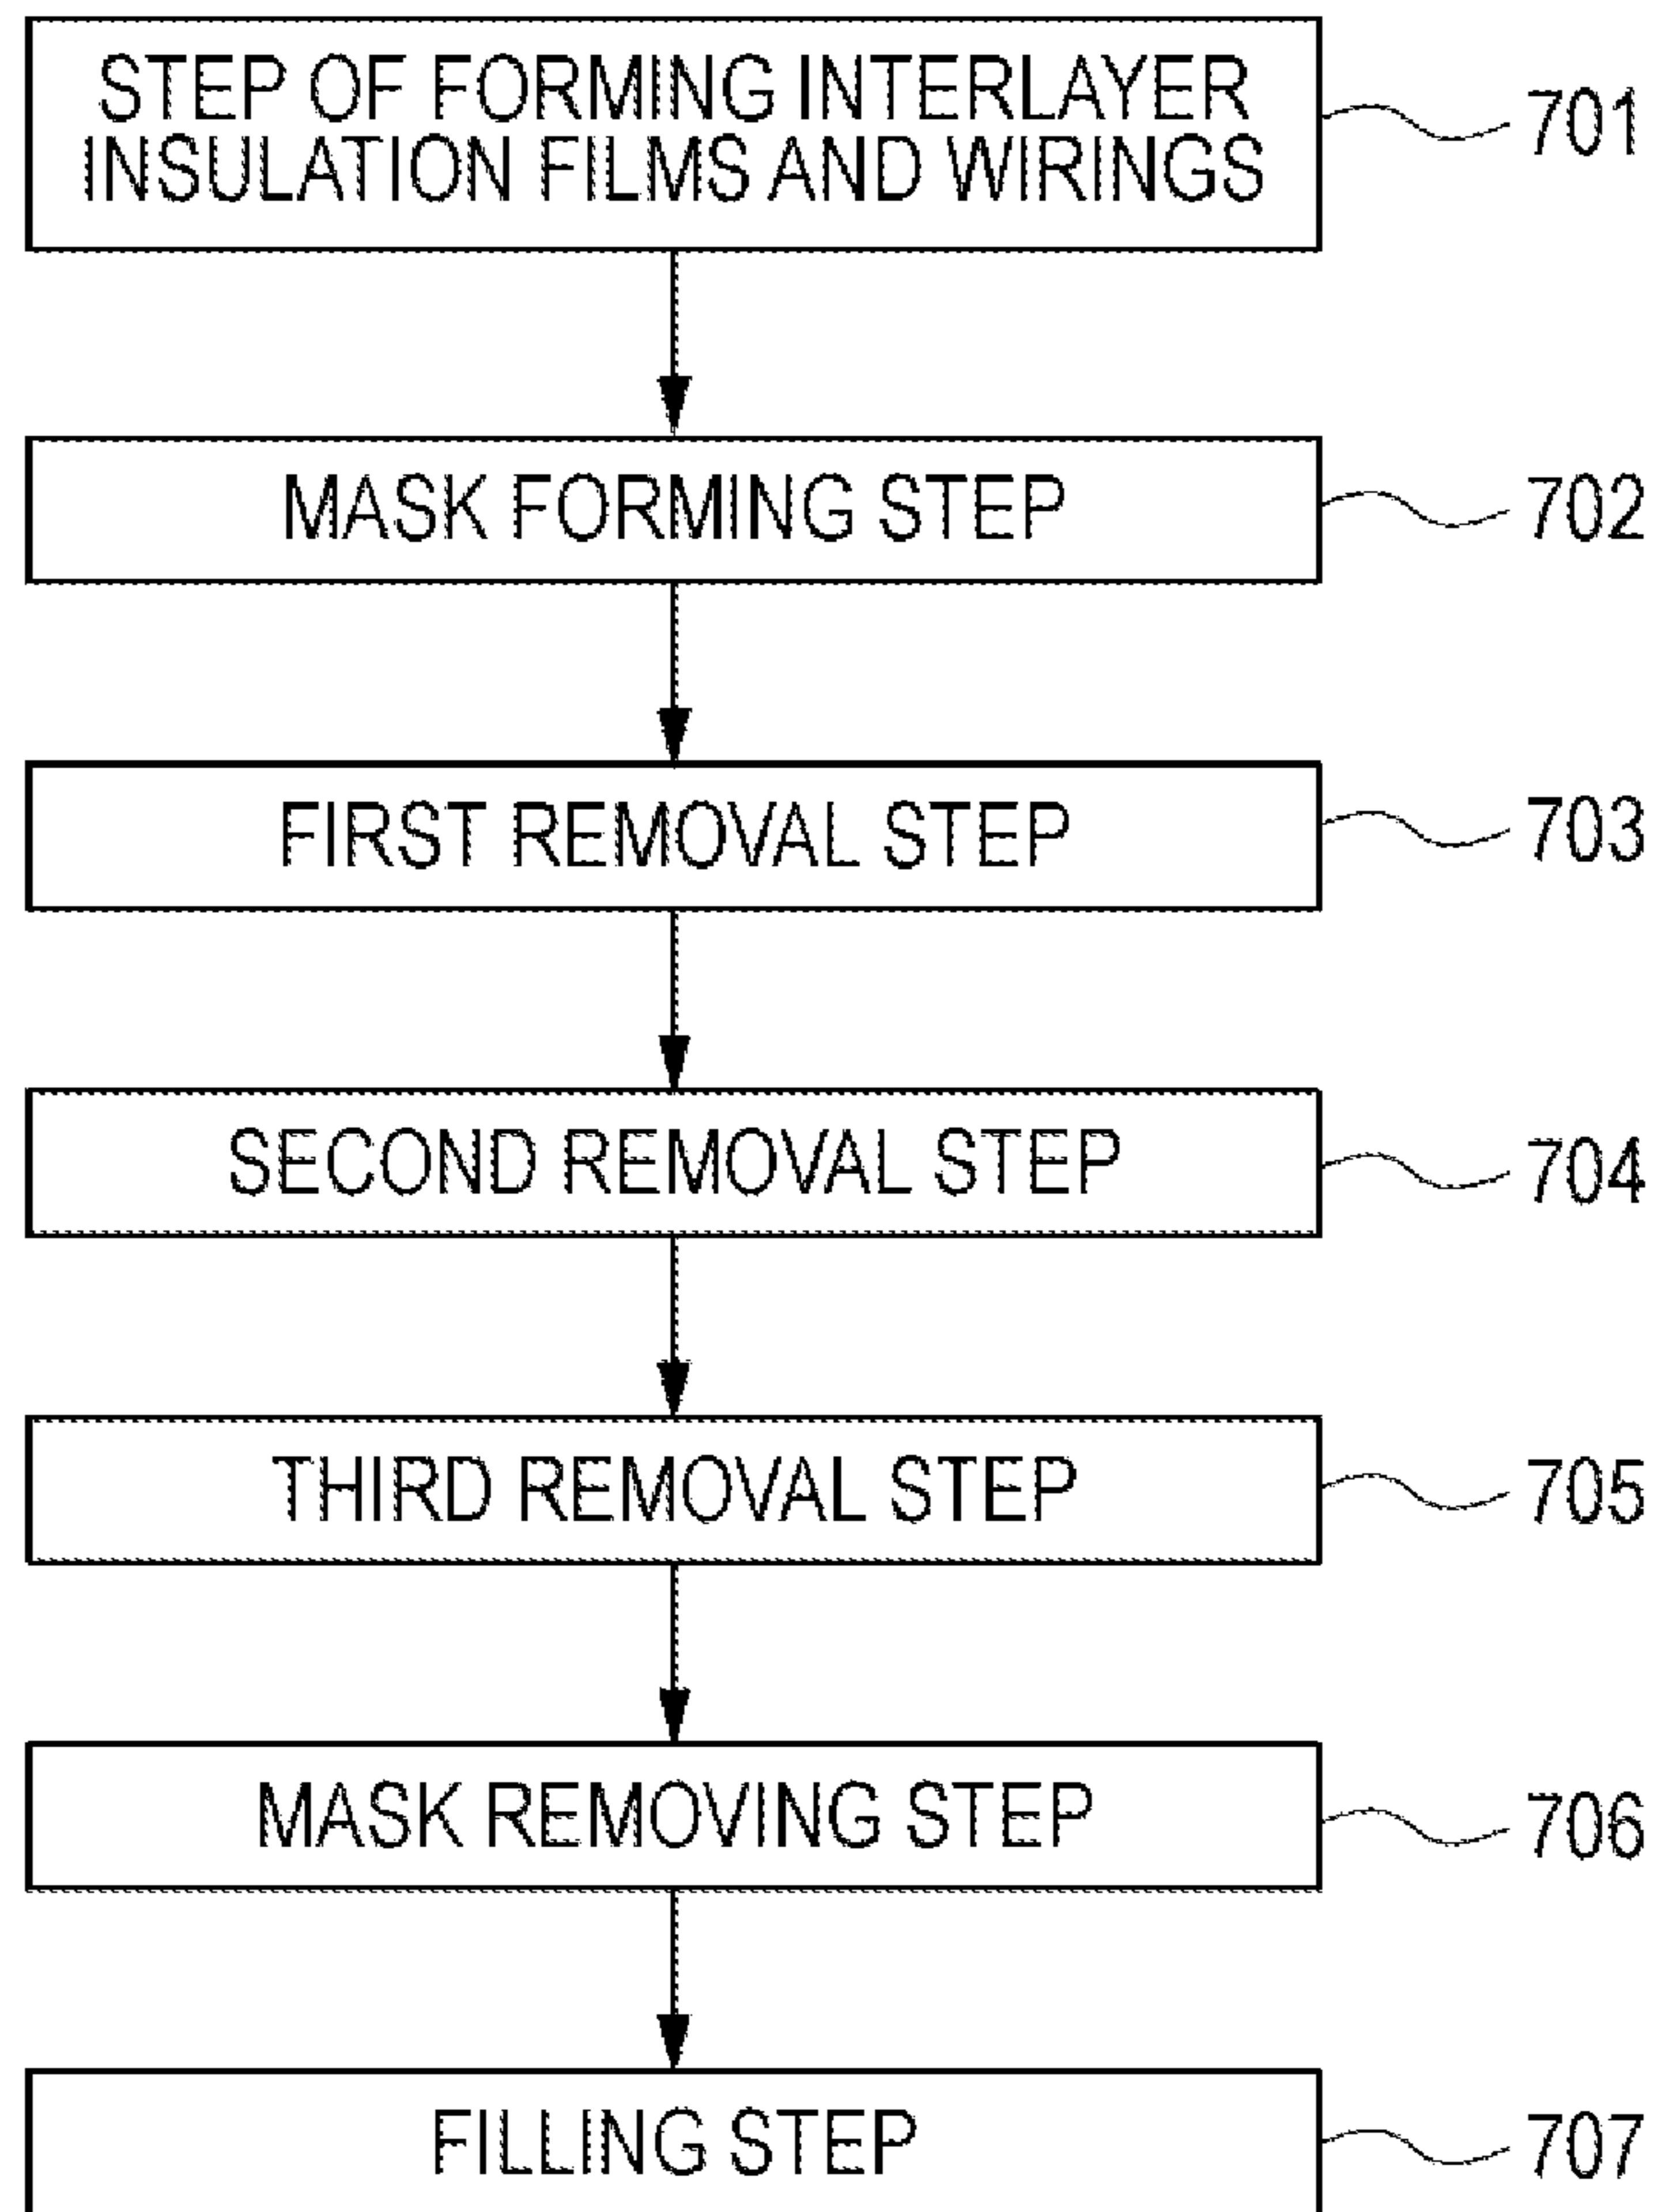 STEP OF FORMING INTERLAYER
INSULATION FILMS AND WIRINGS
701
MASK FORMING STEP
702
FIRST REMOVAL STEP
703
SECOND REMOVAL STEP
704
THIRD REMOVAL STEP
705
MASK REMOVING STEP
706
FILLING STEP
707